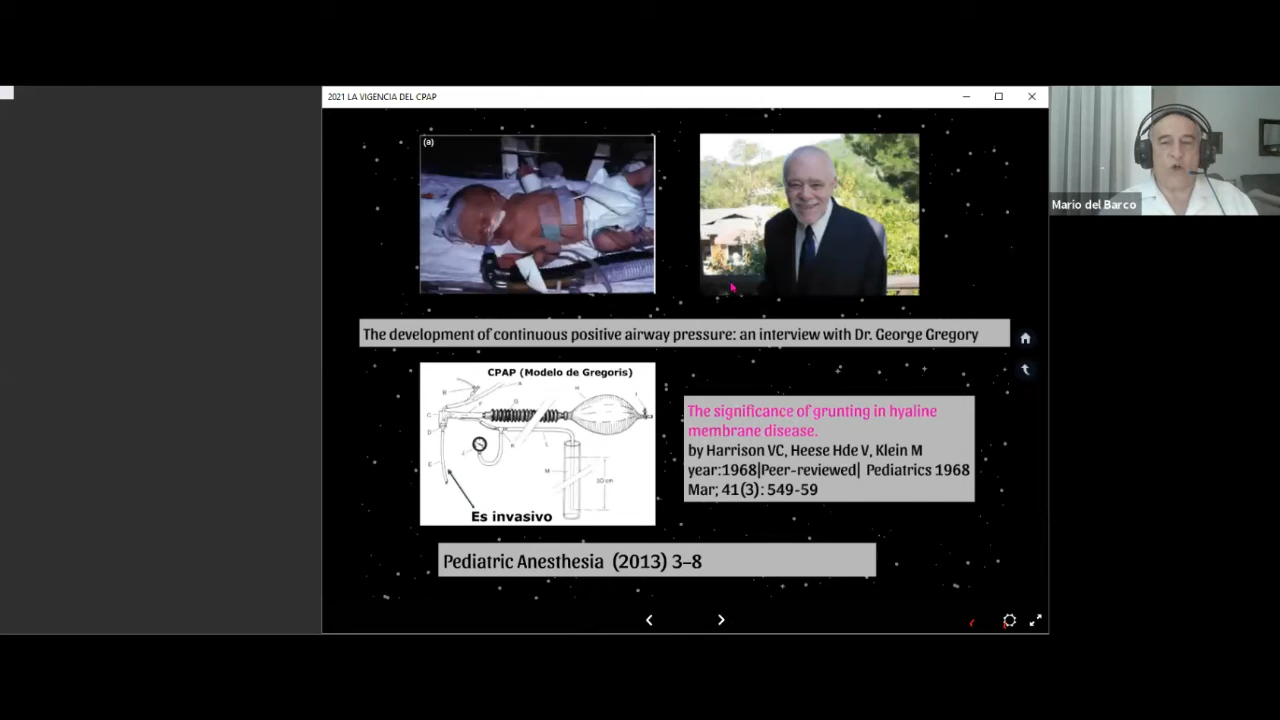 2021 LA VIGENCIA DEL CPAP
(a)
Mario del Barco
The development of continuous positive airway pressure: an interview with Dr. George Gregory
CPAP (Modelo de Gregoris)
A
B
C
D
E
F
G
H
I
J
K
L
M
Es invasivo
The significance of grunting in hyaline
membrane disease.
by Harrison VC, Heese Hde V, Klein M
year:1968|Peer-reviewed| Pediatrics 1968
Mar; 41(3): 549-59
Pediatric Anesthesia (2013) 3–8